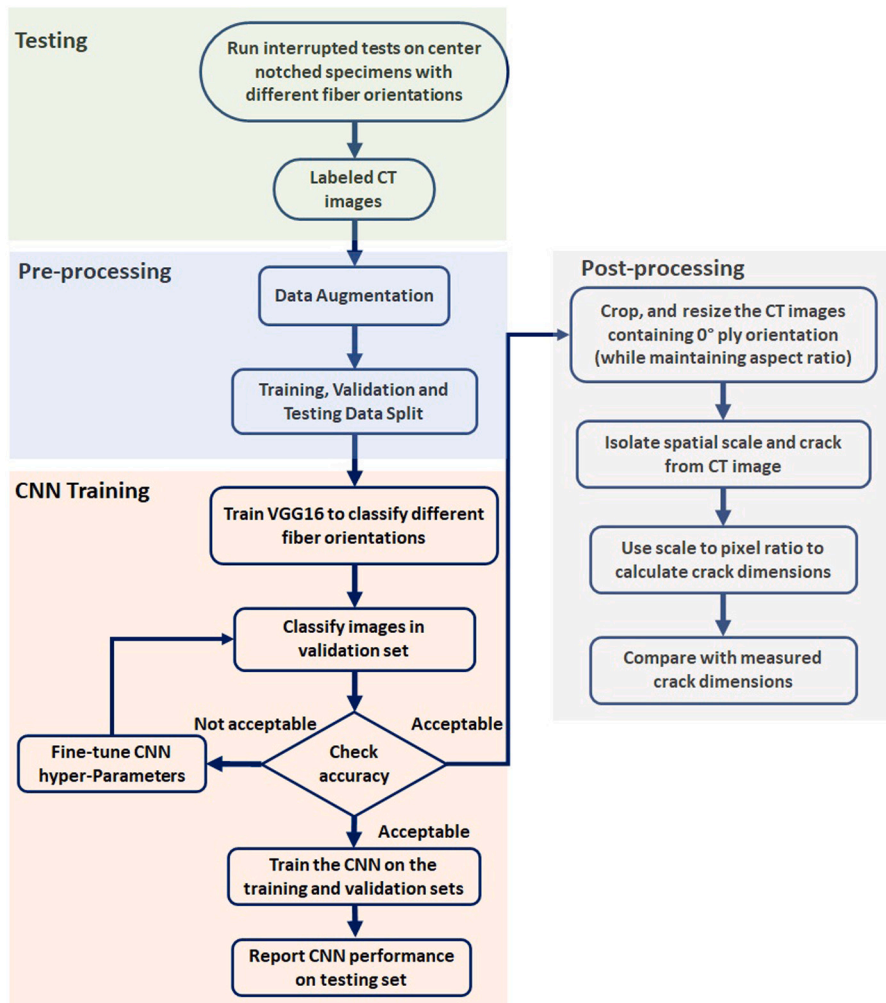 Testing
Run interrupted tests on center
notched specimens with
different fiber orientations
Labeled CT
images
Pre-processing
Data Augmentation
Training, Validation and
Testing Data Split
CNN Training
Train VGG16 to classify different
fiber orientations
Classify images in
validation set
Not acceptable
Acceptable
Fine-tune CNN
hyper-Parameters
Check
accuracy
Acceptable
Train the CNN on the
training and validation sets
Report CNN performance
on testing set
Post-processing
Crop, and resize the CT images
containing 0° ply orientation
(while maintaining aspect ratio)
Isolate spatial scale and crack
from CT image
Use scale to pixel ratio to
calculate crack dimensions
Compare with measured
crack dimensions